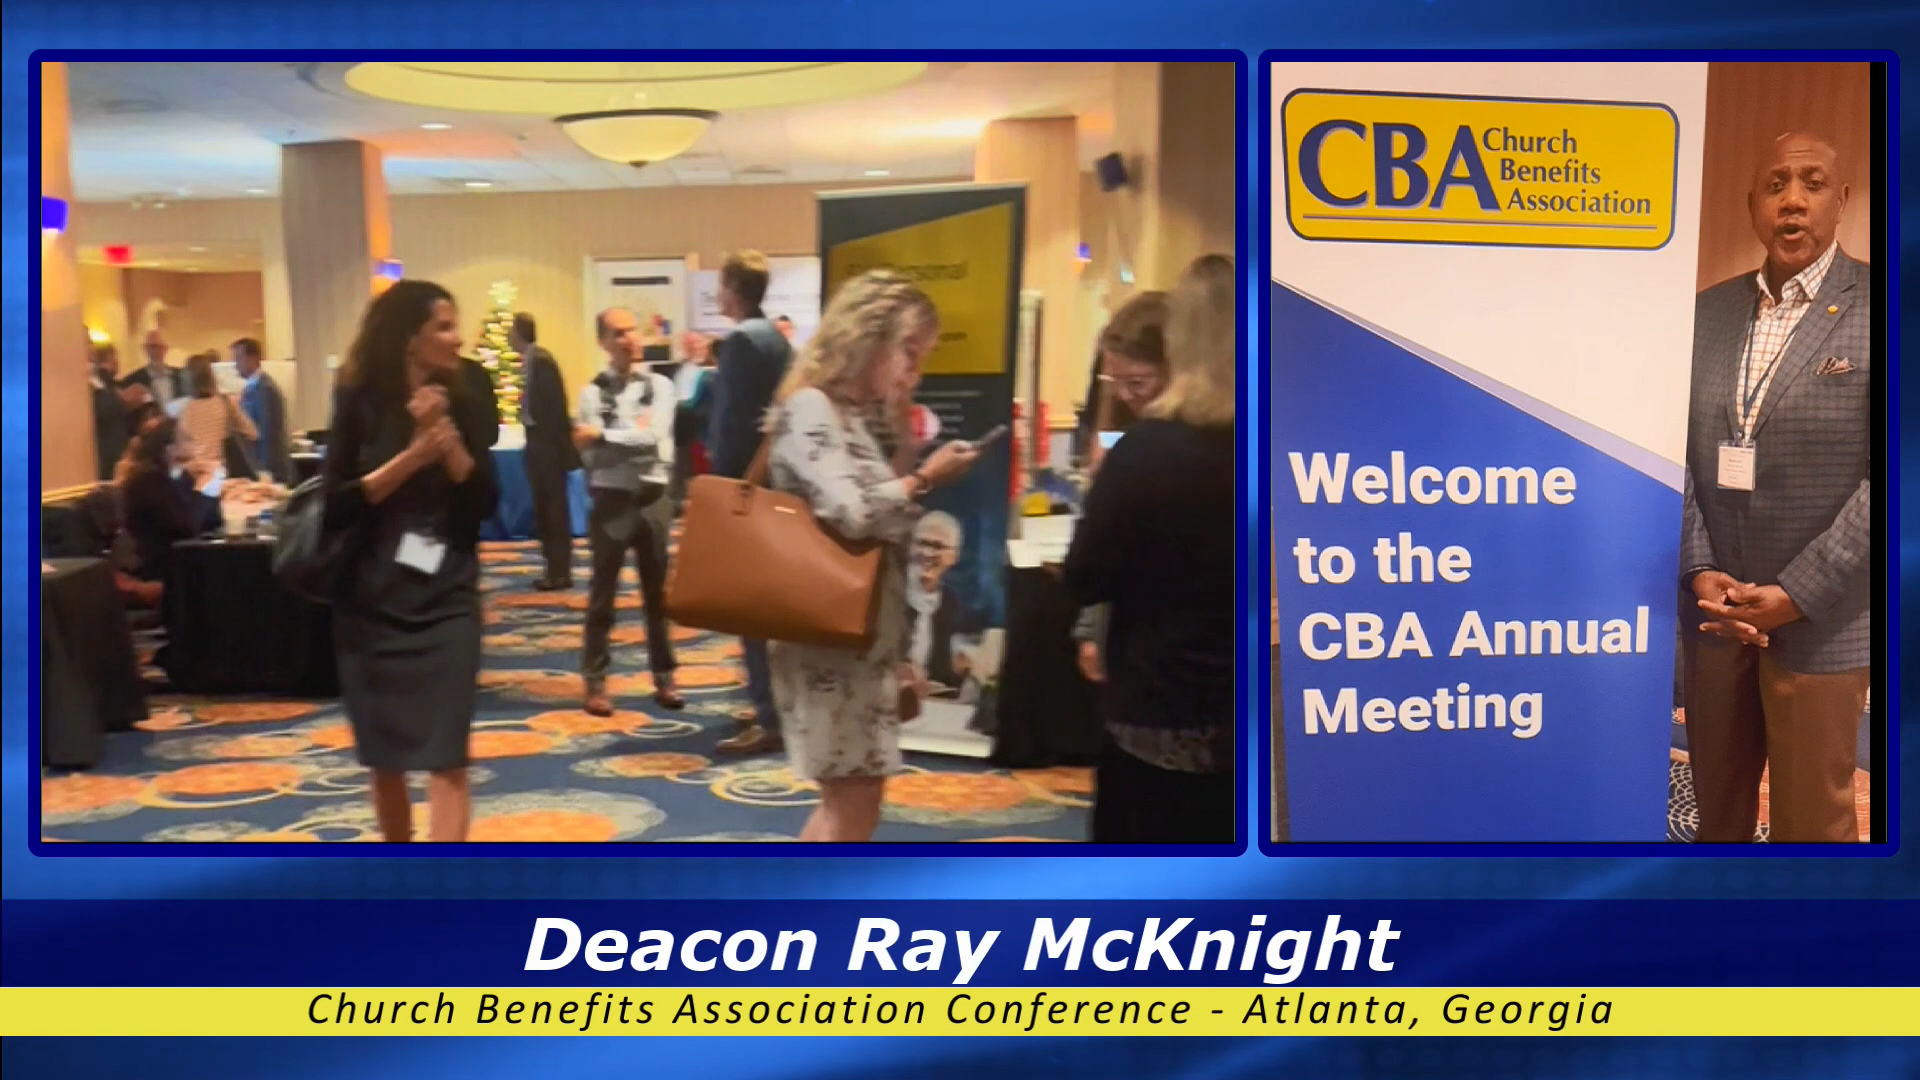 CBA Church
Benefits
Association
Welcome
to the
CBA Annual
Meeting
Deacon Ray McKnight
Church Benefits Association Conference - Atlanta, Georgia